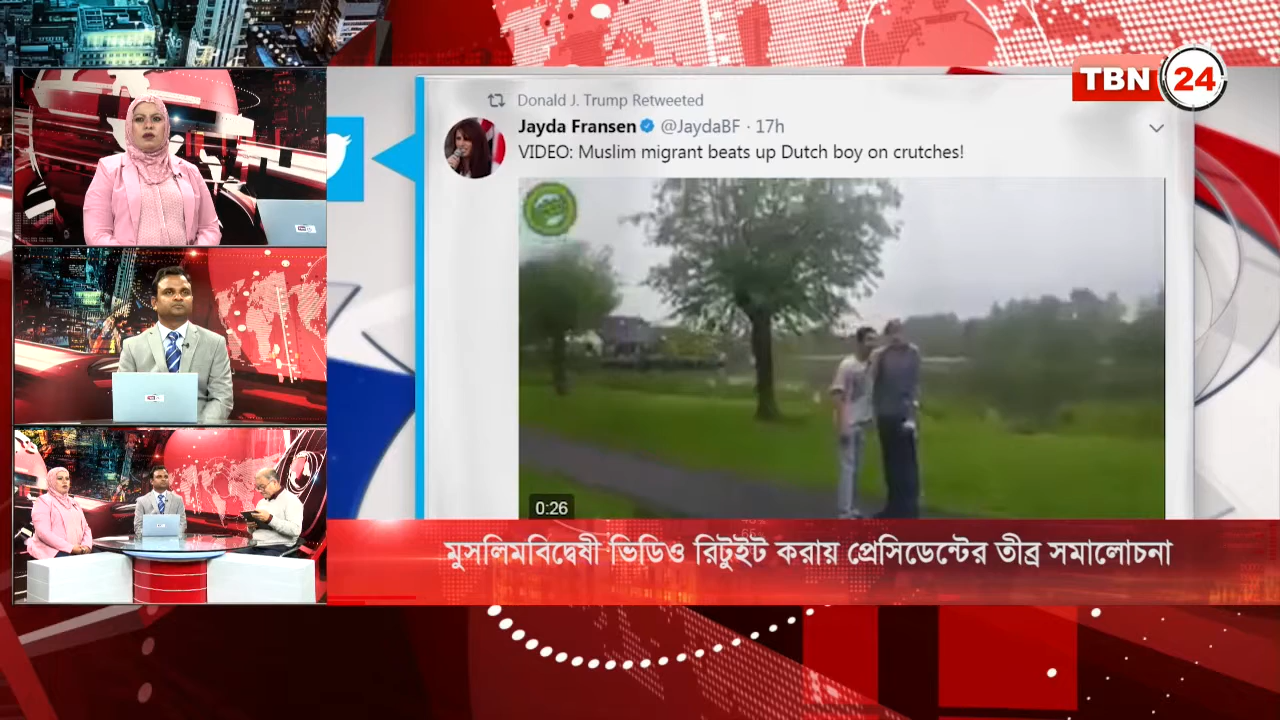 TBN 24
Donald J. Trump Retweeted
Jayda Fransen @JaydaBF · 17h
VIDEO: Muslim migrant beats up Dutch boy on crutches!
0:26
মুসলিমবিদ্বেষী ভিডিও রিটুইট করায় প্রেসিডেন্টের তীব্র সমালোচনা